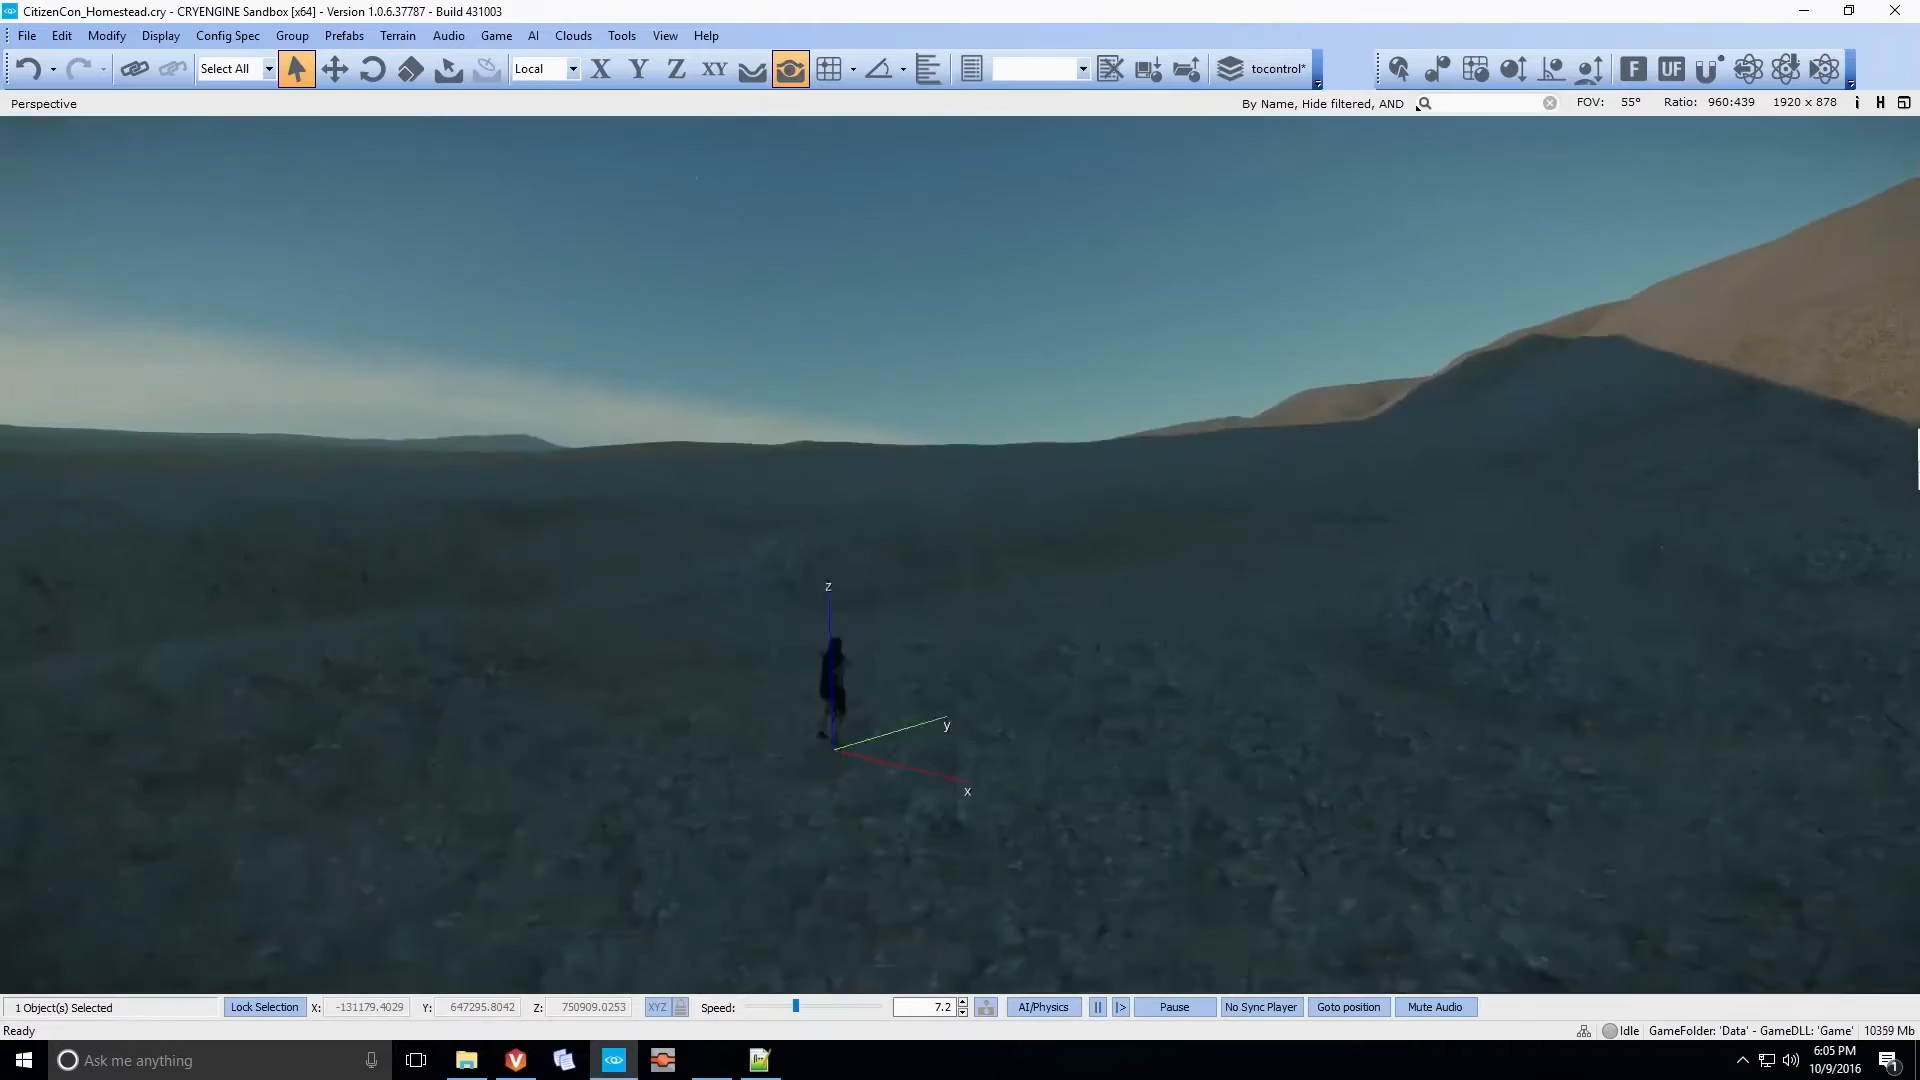 CitizenCon_Homestead.cry - CRYENGINE Sandbox [x64] - Version 1.0.6.37787 - Build 431003
File Edit Modify Display Config Spec Group Prefabs Terrain Audio Game AI Clouds Tools View Help
Select All Local X Y Z XY tocontrol* F UF
Perspective By Name, Hide filtered, AND FOV: 55° Ratio: 960:439 1920 x 878 i H
z
y
x
1 Object(s) Selected Lock Selection X: -131179.4029 Y: 647295.8042 Z: 750909.0253 XYZ Speed: 7.2 AI/Physics Pause No Sync Player Goto position Mute Audio
Ready Idle GameFolder: 'Data' - GameDLL: 'Game' 10359 Mb
Ask me anything 6:05 PM
10/9/2016 1